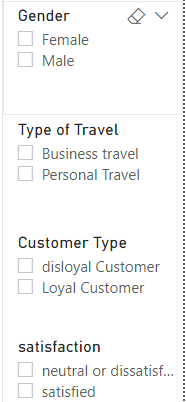 Gender
Female
Male
Type of Travel
Business travel
Personal Travel
Customer Type
disloyal Customer
Loyal Customer
satisfaction
neutral or dissatisf...
satisfied